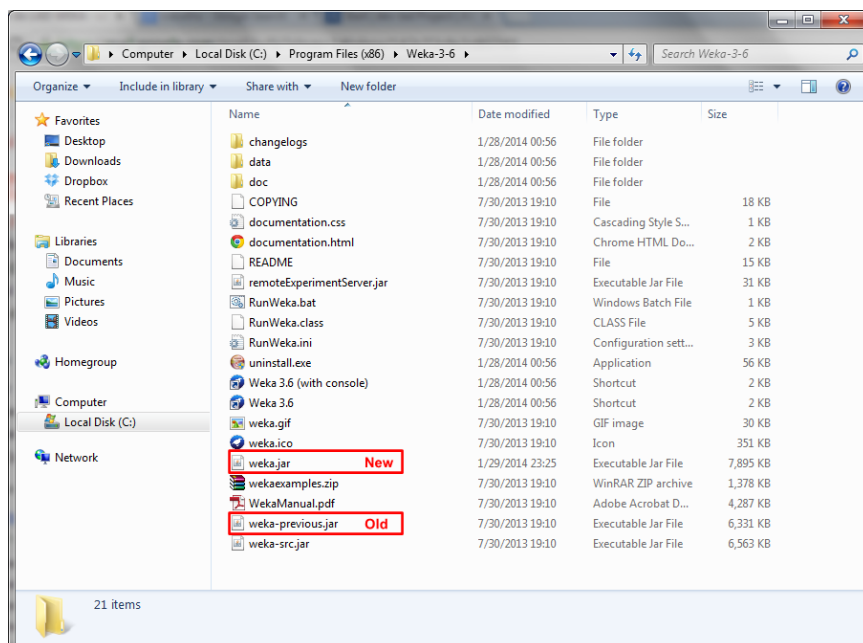 Computer ▸ Local Disk (C:) ▸ Program Files (x86) ▸ Weka-3-6 ▸ Search Weka-3-6
Organize Include in library Share with New folder
Name Date modified Type Size
Favorites
Desktop
Downloads
Dropbox
Recent Places
Libraries
Documents
Music
Pictures
Videos
Homegroup
Computer
Local Disk (C:)
Network
changelogs 1/28/2014 00:56 File folder
data 1/28/2014 00:56 File folder
doc 1/28/2014 00:56 File folder
COPYING 7/30/2013 19:10 File 18 KB
documentation.css 7/30/2013 19:10 Cascading Style S... 1 KB
documentation.html 7/30/2013 19:10 Chrome HTML Do... 2 KB
README 7/30/2013 19:10 File 15 KB
remoteExperimentServer.jar 7/30/2013 19:10 Executable Jar File 31 KB
RunWeka.bat 7/30/2013 19:10 Windows Batch File 1 KB
RunWeka.class 7/30/2013 19:10 CLASS File 5 KB
RunWeka.ini 7/30/2013 19:10 Configuration sett... 3 KB
uninstall.exe 1/28/2014 00:56 Application 56 KB
Weka 3.6 (with console) 1/28/2014 00:56 Shortcut 2 KB
Weka 3.6 1/28/2014 00:56 Shortcut 2 KB
weka.gif 7/30/2013 19:10 GIF image 30 KB
weka.ico 7/30/2013 19:10 Icon 351 KB
weka.jar New 1/29/2014 23:25 Executable Jar File 7,895 KB
wekaexamples.zip 7/30/2013 19:10 WinRAR ZIP archive 1,378 KB
WekaManual.pdf 7/30/2013 19:10 Adobe Acrobat D... 4,287 KB
weka-previous.jar Old 7/30/2013 19:10 Executable Jar File 6,331 KB
weka-src.jar 7/30/2013 19:10 Executable Jar File 6,563 KB
21 items